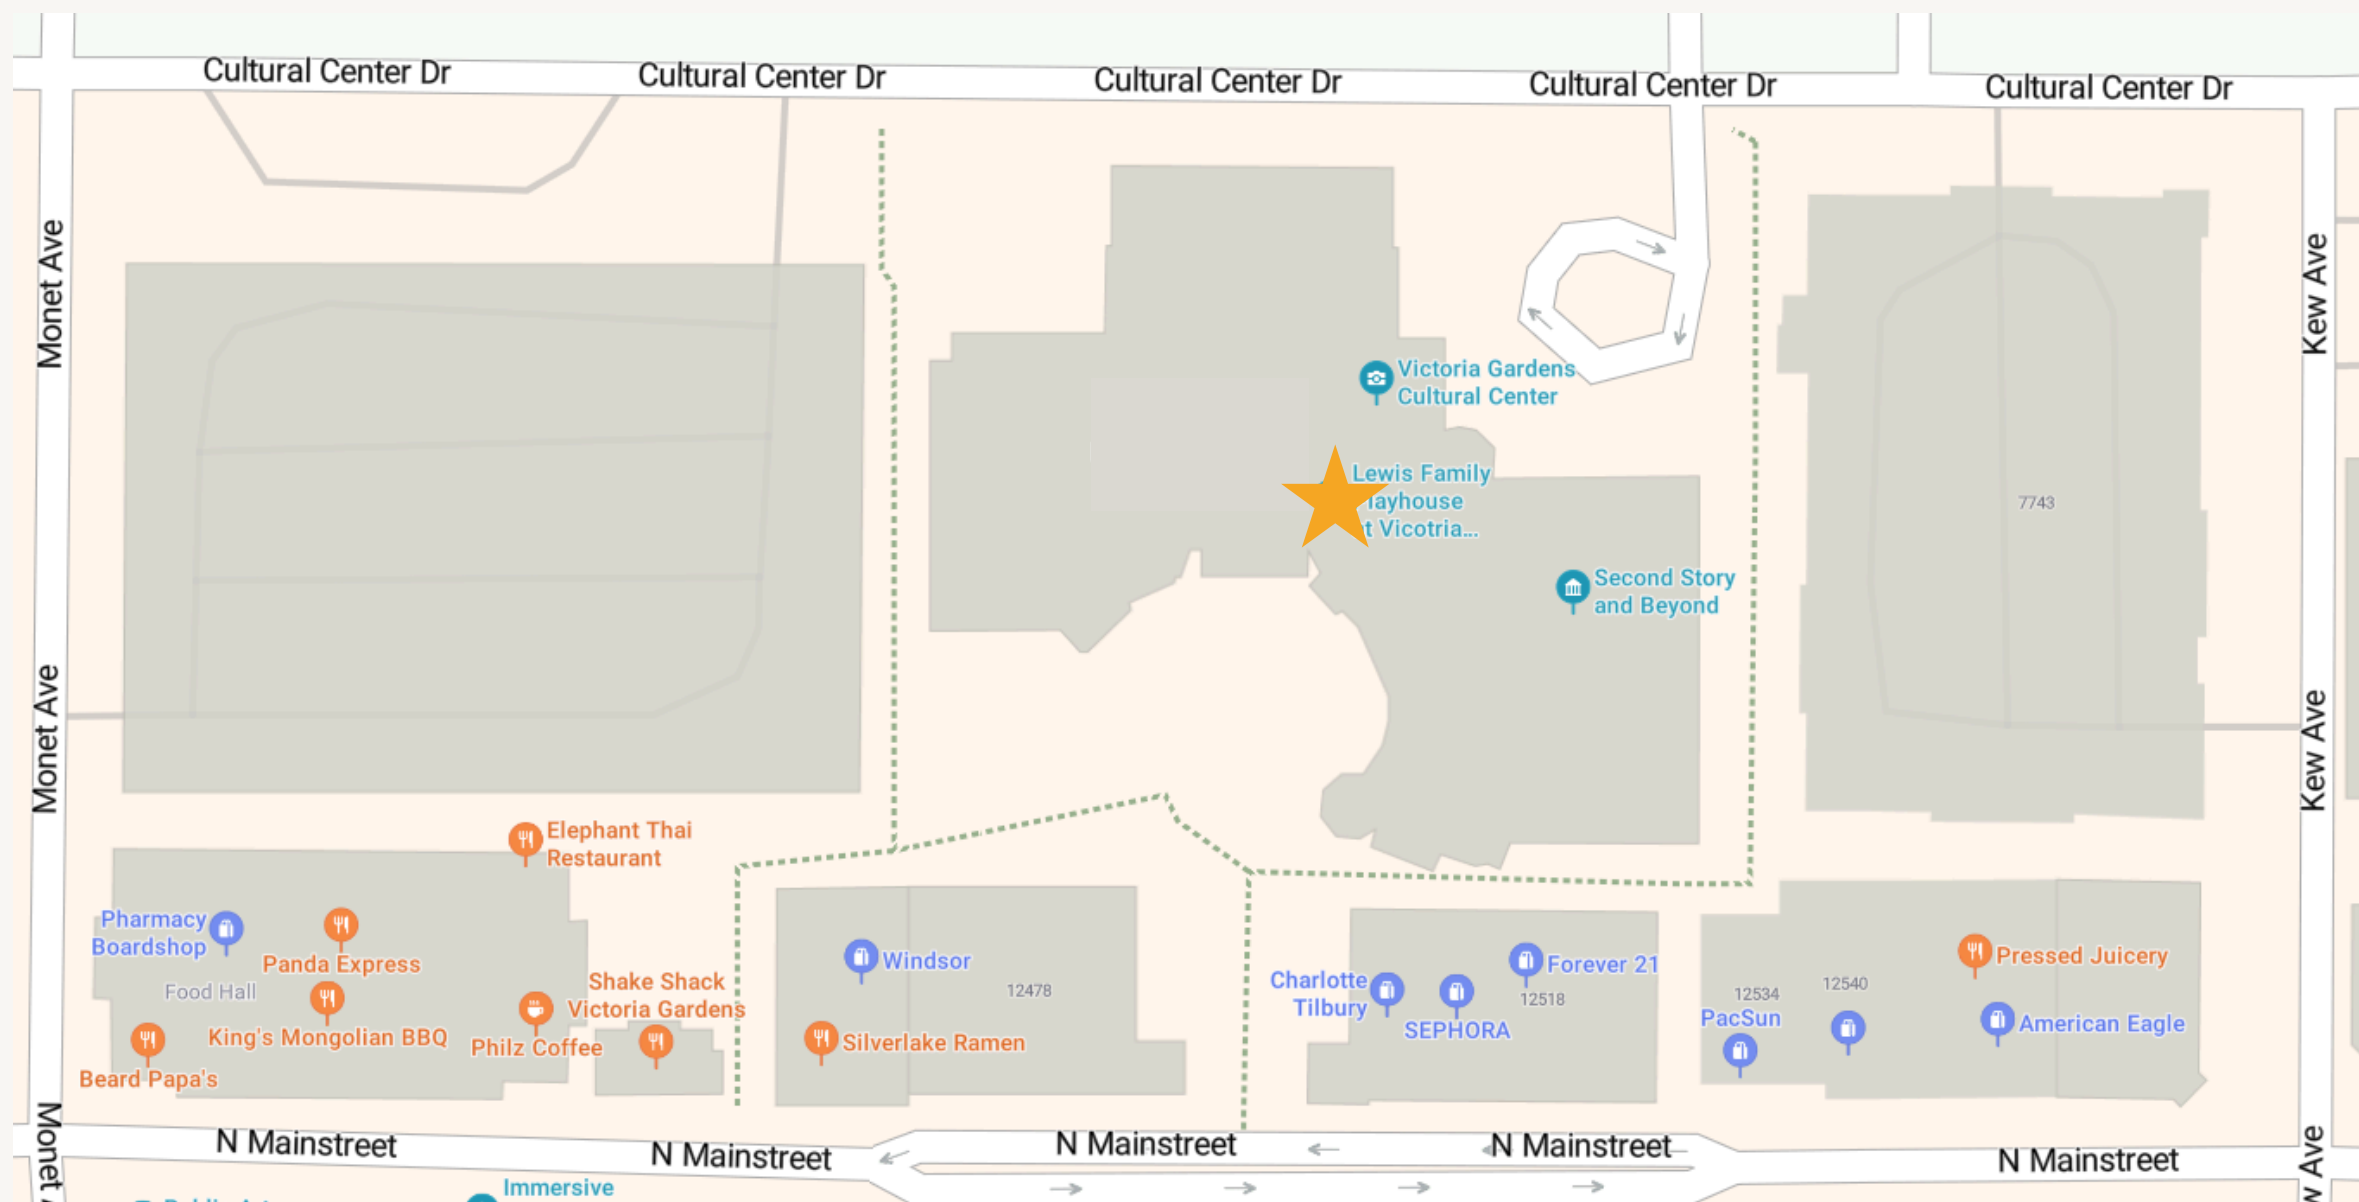 Cultural Center Dr
Cultural Center Dr
Cultural Center Dr
Cultural Center Dr
Cultural Center Dr
Monet Ave
Kew Ave
Victoria Gardens
Cultural Center
Lewis Family
layhouse
t Vicotria...
7743
Second Story
and Beyond
Monet Ave
Kew Ave
Elephant Thai
Restaurant
Pharmacy
Boardshop
Panda Express
Food Hall
King's Mongolian BBQ
Beard Papa's
Philz Coffee
Shake Shack
Victoria Gardens
Windsor
12478
Silverlake Ramen
Charlotte
Tilbury
SEPHORA
Forever 21
12518
12534
PacSun
12540
Pressed Juicery
American Eagle
Monet
N Mainstreet
N Mainstreet
N Mainstreet
N Mainstreet
N Mainstreet
Ave
Immersive